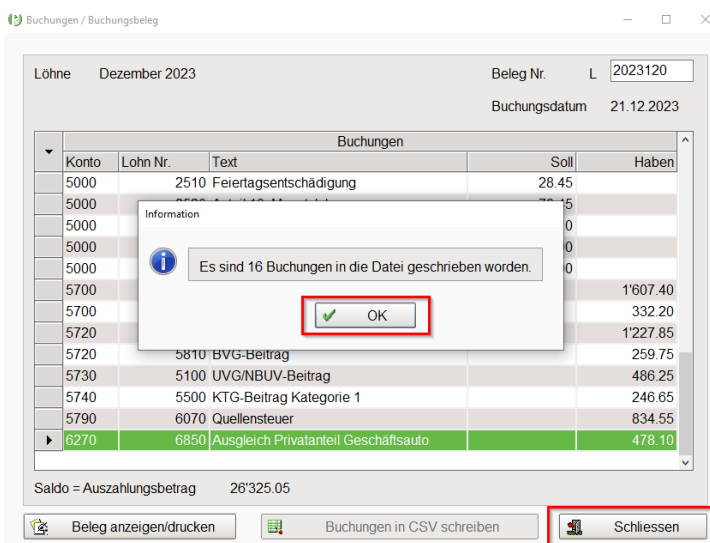 Buchungen / Buchungsbeleg
Löhne Dezember 2023 Beleg Nr. L 2023120
Buchungsdatum 21.12.2023
Buchungen
Konto Lohn Nr. Text Soll Haben
5000 2510 Feiertagsentschädigung 28.45
5000
5000 0
5000
5000
Information
Es sind 16 Buchungen in die Datei geschrieben worden.
OK
5700 1'607.40
5700 332.20
5720 1'227.85
5720 5810 BVG-Beitrag 259.75
5730 5100 UVG/NBUV-Beitrag 486.25
5740 5500 KTG-Beitrag Kategorie 1 246.65
5790 6070 Quellensteuer 834.55
6270 6850 Ausgleich Privatanteil Geschäftsauto 478.10
Saldo = Auszahlungsbetrag 26'325.05
Beleg anzeigen/drucken Buchungen in CSV schreiben Schliessen